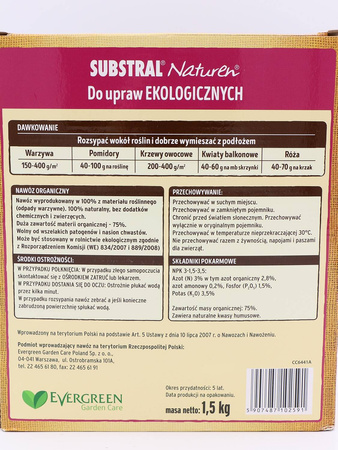 SUBSTRAL® Naturen®
Do upraw EKOLOGICZNYCH
DAWKOWANIE
Rozsypać wokół roślin i dobrze wymieszać z podłożem
Warzywa
150-400 g/m²
Pomidory
40-100 g na roślinę
Krzewy owocowe
200-400 g/m²
Kwiaty balkonowe
40-60 g na mb skrzynki
Róża
40-70 g na krzak
NAWÓZ ORGANICZNY
Nawóz wyprodukowany w 100% z materiału roślinnego
(odpady warzywne). 100% naturalny, bez dodatków
chemicznych i zwierzęcych.
Duża zawartość materii organicznej - 75%.
Wolny od wszelkich patogenów i nasion chwastów.
Może być stosowany w rolnictwie ekologicznym zgodnie
z Rozporządzeniem Komisji (WE) 834/2007 i 889/2008)
ŚRODKI OSTROŻNOŚCI:
W PRZYPADKU POŁKNIĘCIA: W przypadku złego samopoczucia
skontaktować się z OŚRODKIEM ZATRUĆ lub lekarzem.
W PRZYPADKU DOSTANIA SIĘ DO OCZU: Ostrożnie płukać wodą
przez kilka minut.
W przypadku rozsypania nawóz zebrać a jeśli konieczne
zabrudzoną powierzchnię spłukać wodą.
PRZECHOWYWANIE:
Przechowywać w suchym miejscu.
Przechowywać w zamkniętym pojemniku.
Chronić przed światłem słonecznym. Przechowywać
wyłącznie w oryginalnym pojemniku.
Przechowywać w temperaturze nieprzekraczającej 30°C.
Nie przechowywać razem z żywnością, napojami i paszami
dla zwierząt.
SKŁADNIKI POKARMOWE
NPK 3-1,5-3,5:
Azot (N) 3% w tym azot organiczny 2,8%,
azot amonowy 0,2%, Fosfor (P₂O₅) 1,5%,
Potas (K₂O) 3,5%
Zawartość masy organicznej: 75%.
Zawiera naturalne kwasy humusowe.
Wprowadzony na terytorium Polski na podstawie Art. 5 Ustawy z dnia 10 lipca 2007 r. o Nawozach i Nawożeniu.
Podmiot wprowadzający nawóz na terytorium Rzeczpospolitej Polski
Evergreen Garden Care Poland Sp. z o.o.,
04-041 Warszawa, ul. Ostrobramska 101A,
tel. 22 465 61 80, fax: 22 465 61 91
CC6441A
EVERGREEN
Garden Care
Okres przydatności: 5 lat.
Data produkcji na opakowaniu.
masa netto: 1,5 kg
5 907487 102591